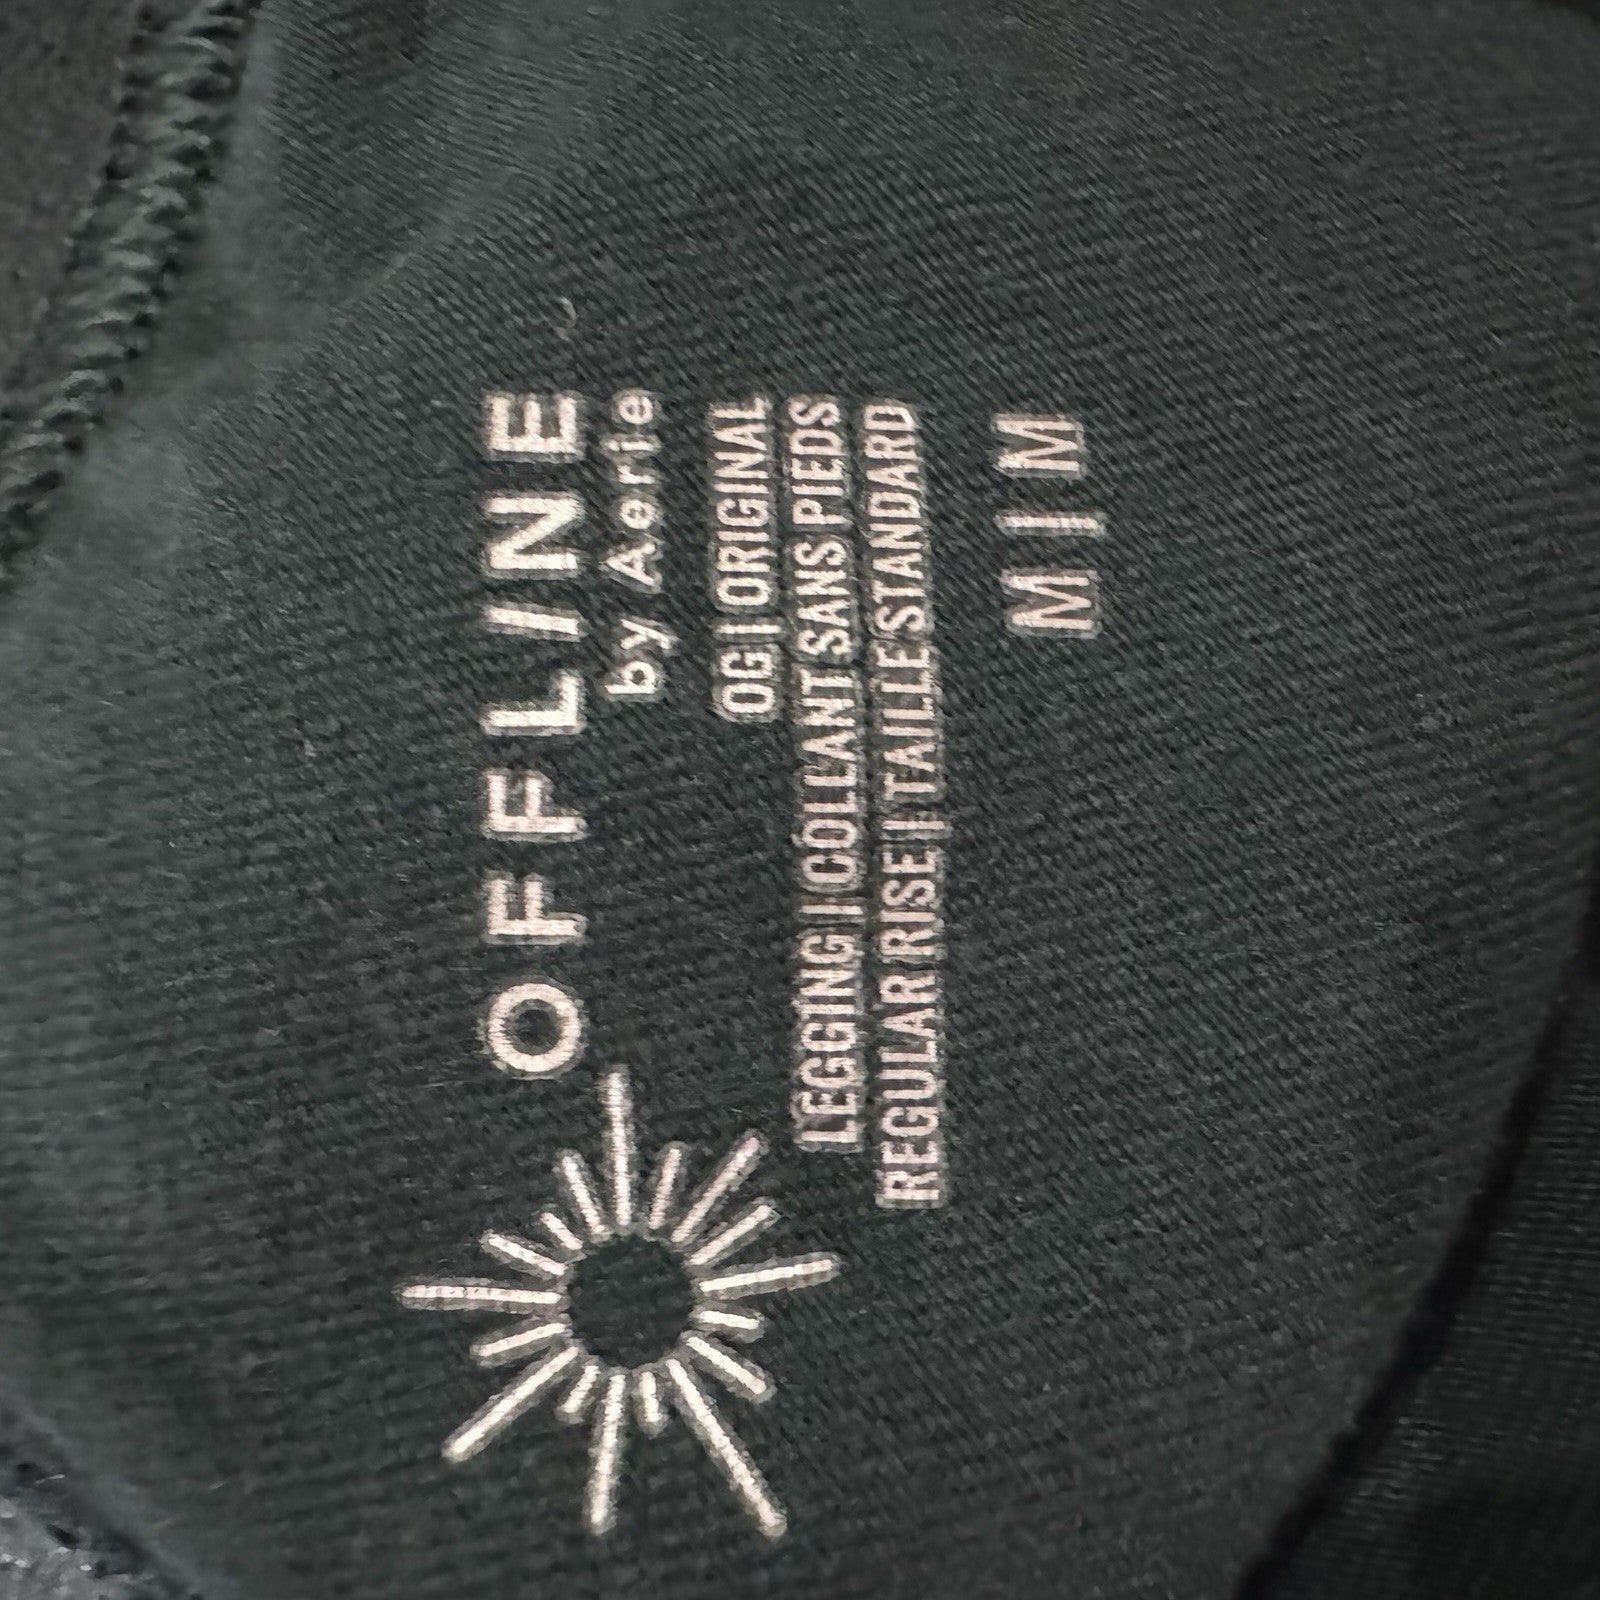 OFFLINE
by Aerie
OG | ORIGINAL
LEGGING | COLLANT SANS PIEDS
REGULAR RISE | TAILLE STANDARD
M | M